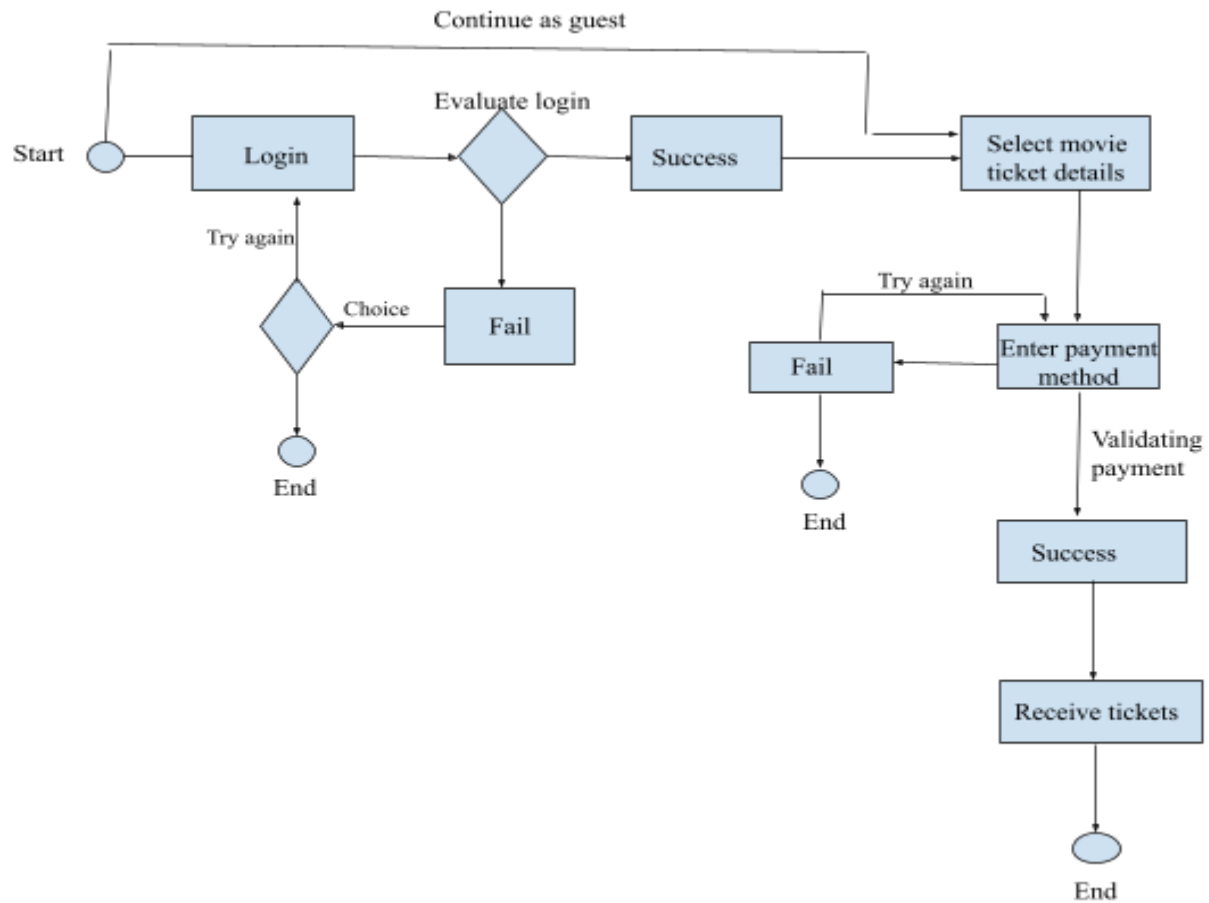 Continue as guest
Evaluate login
Start
Login
Success
Select movie
ticket details
Try again
Choice
Fail
End
Try again
Fail
Enter payment
method
End
Validating
payment
Success
Receive tickets
End